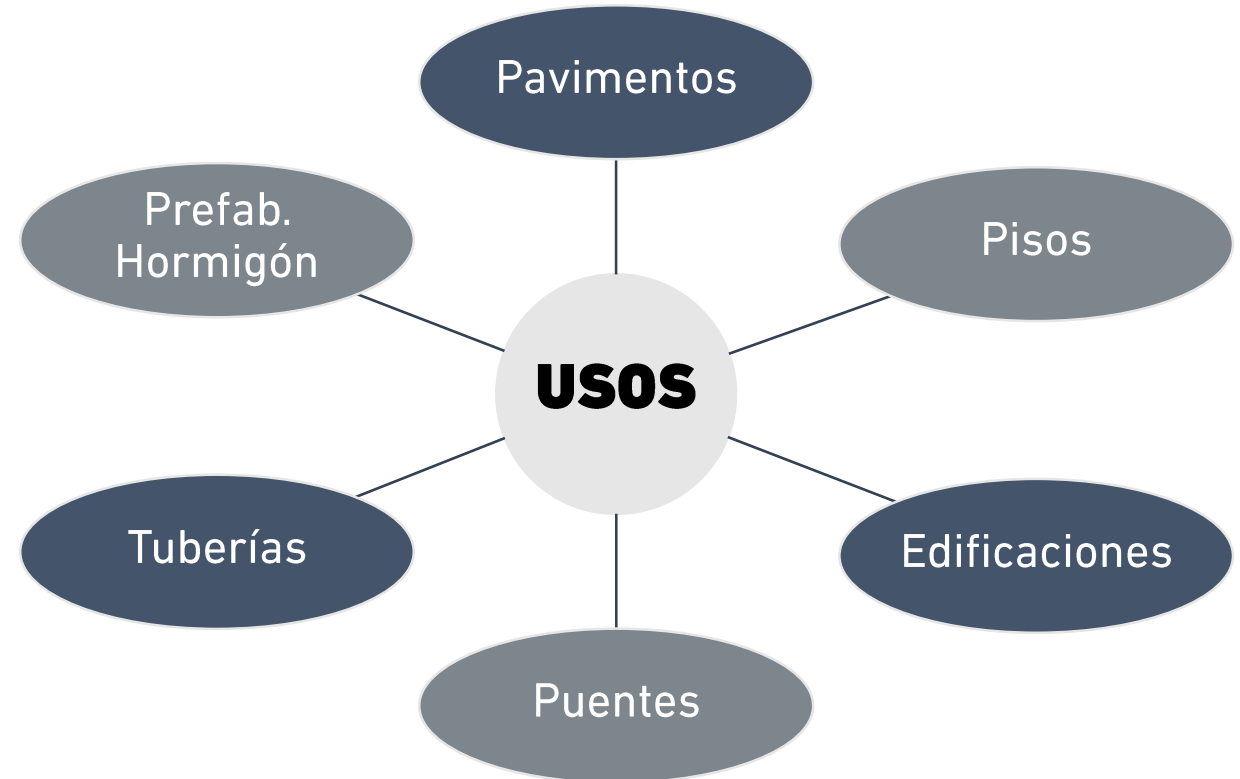 Pavimentos
Prefab.
Hormigón
Pisos
USOS
Tuberías
Edificaciones
Puentes